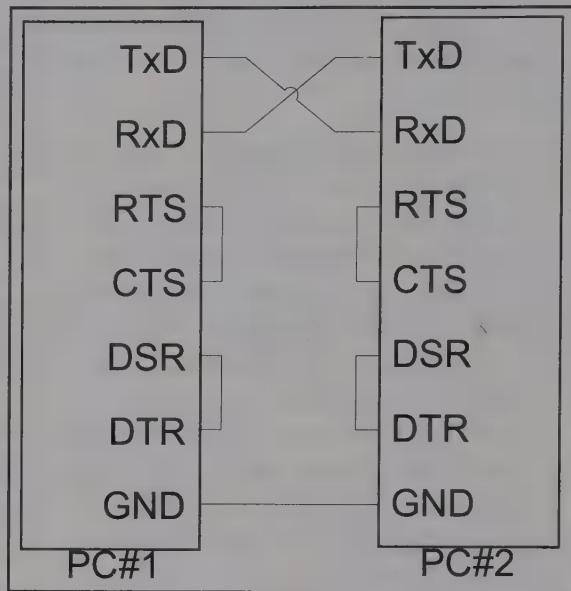 TxD
RxD
RTS
CTS
DSR
DTR
GND
PC#1
TxD
RxD
RTS
CTS
DSR
DTR
GND
PC#2